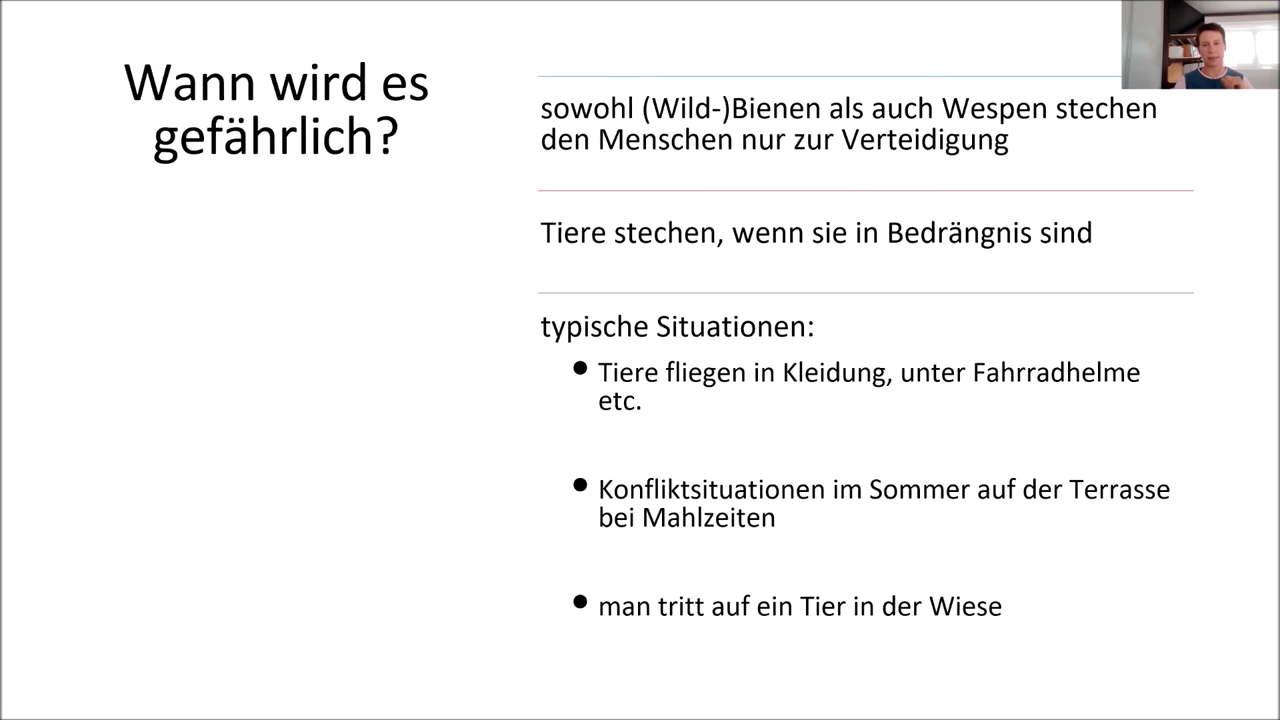 Wann wird es
gefährlich?
sowohl (Wild-)Bienen als auch Wespen stechen
den Menschen nur zur Verteidigung
Tiere stechen, wenn sie in Bedrängnis sind
typische Situationen:
• Tiere fliegen in Kleidung, unter Fahrradhelme
etc.
• Konfliktsituationen im Sommer auf der Terrasse
bei Mahlzeiten
• man tritt auf ein Tier in der Wiese